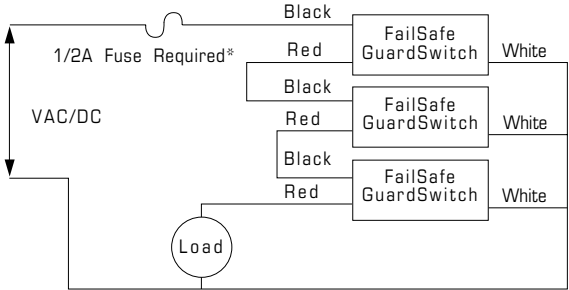 Black
1/2A Fuse Required*
Red
FailSafe
GuardSwitch
White
VAC/DC
Black
Red
FailSafe
GuardSwitch
White
Black
Red
FailSafe
GuardSwitch
White
Load